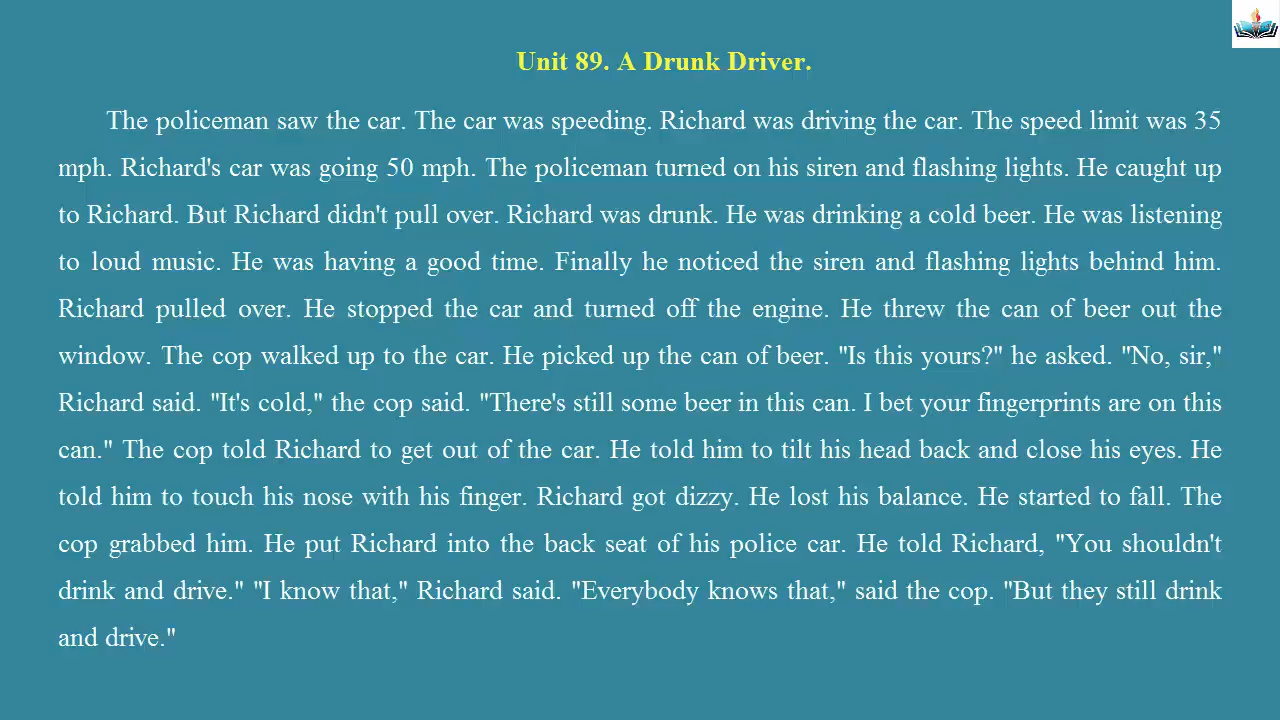 Unit 89. A Drunk Driver.
The policeman saw the car. The car was speeding. Richard was driving the car. The speed limit was 35
mph. Richard's car was going 50 mph. The policeman turned on his siren and flashing lights. He caught up
to Richard. But Richard didn't pull over. Richard was drunk. He was drinking a cold beer. He was listening
to loud music. He was having a good time. Finally he noticed the siren and flashing lights behind him.
Richard pulled over. He stopped the car and turned off the engine. He threw the can of beer out the
window. The cop walked up to the car. He picked up the can of beer. "Is this yours?" he asked. "No, sir,"
Richard said. "It's cold," the cop said. "There's still some beer in this can. I bet your fingerprints are on this
can." The cop told Richard to get out of the car. He told him to tilt his head back and close his eyes. He
told him to touch his nose with his finger. Richard got dizzy. He lost his balance. He started to fall. The
cop grabbed him. He put Richard into the back seat of his police car. He told Richard, "You shouldn't
drink and drive." "I know that," Richard said. "Everybody knows that," said the cop. "But they still drink
and drive."